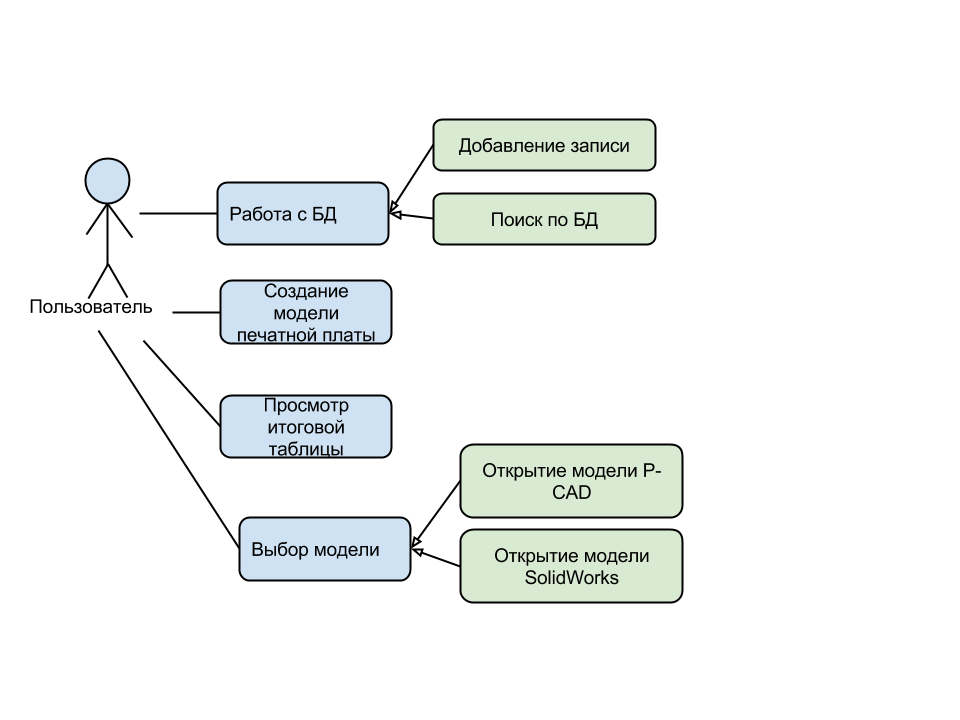 Добавление записи
Работа с БД
Поиск по БД
Пользователь
Создание
модели
печатной платы
Просмотр
итоговой
таблицы
Открытие модели P-
CAD
Выбор модели
Открытие модели
SolidWorks